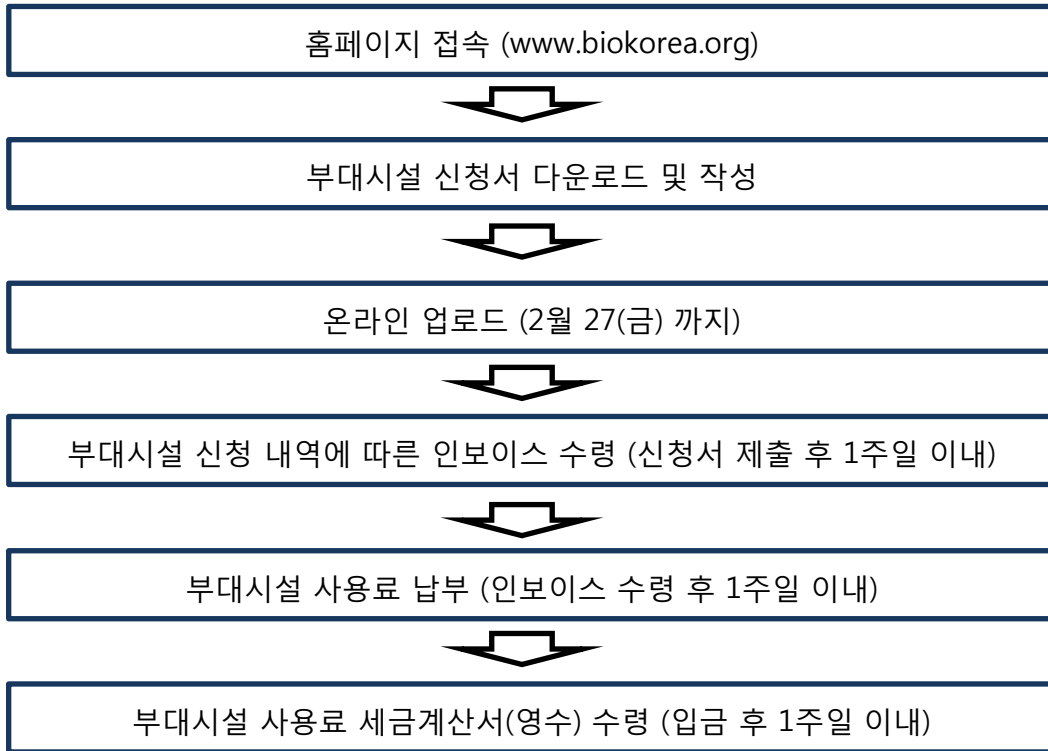 홈페이지 접속 (www.biokorea.org)
부대시설 신청서 다운로드 및 작성
온라인 업로드 (2월 27(금) 까지)
부대시설 신청 내역에 따른 인보이스 수령 (신청서 제출 후 1주일 이내)
부대시설 사용료 납부 (인보이스 수령 후 1주일 이내)
부대시설 사용료 세금계산서(영수) 수령 (입금 후 1주일 이내)